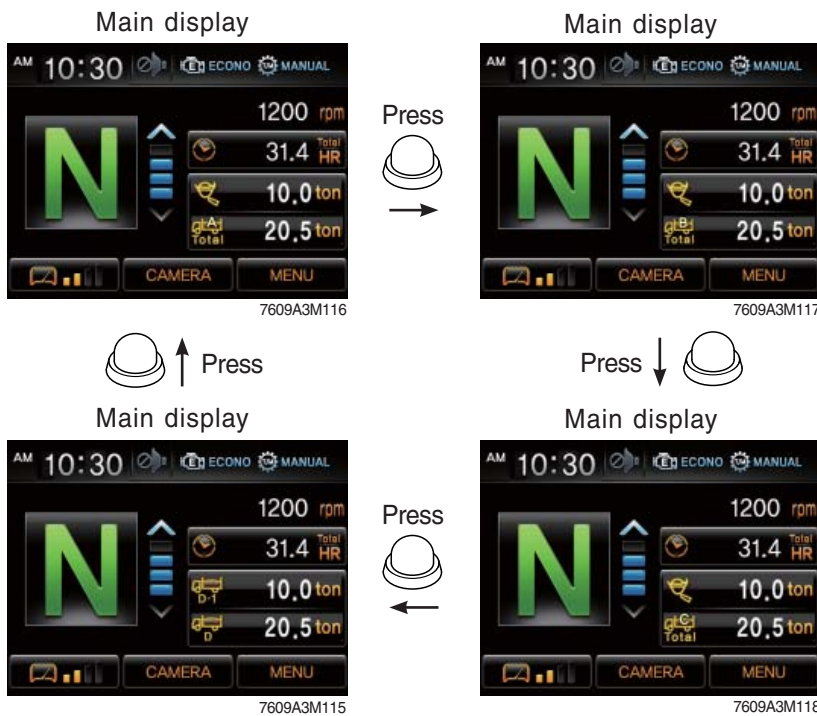 Main display
AM 10:30 ECONO MANUAL
1200 rpm
N
31.4 Total HR
10.0 ton
A Total 20.5 ton
CAMERA MENU
7609A3M116
Press
Main display
AM 10:30 ECONO MANUAL
1200 rpm
N
31.4 Total HR
10.0 ton
B Total 20.5 ton
CAMERA MENU
7609A3M117
Press
Press
Main display
AM 10:30 ECONO MANUAL
1200 rpm
N
31.4 Total HR
D-1 10.0 ton
D 20.5 ton
CAMERA MENU
7609A3M115
Press
Main display
AM 10:30 ECONO MANUAL
1200 rpm
N
31.4 Total HR
10.0 ton
C Total 20.5 ton
CAMERA MENU
7609A3M118